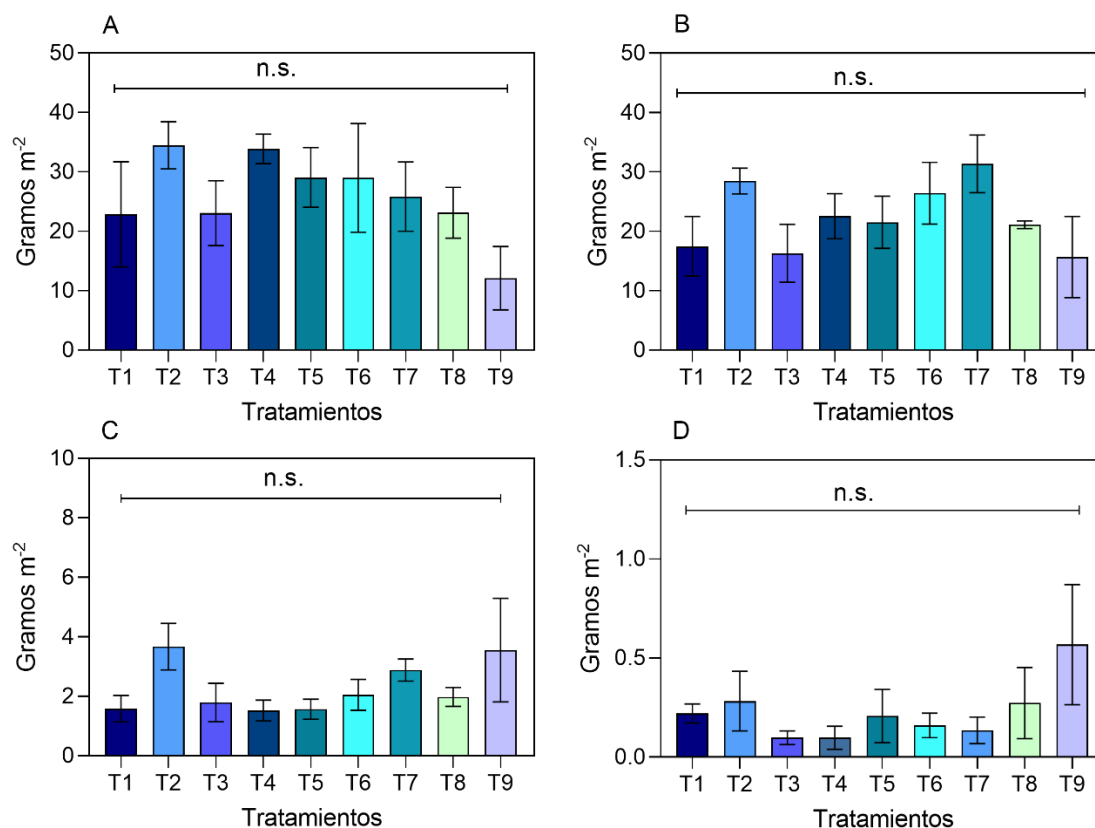 A
50
40
30
20
10
0
Gramos m⁻²
n.s.
T1 T2 T3 T4 T5 T6 T7 T8 T9
Tratamientos
B
50
40
30
20
10
0
Gramos m⁻²
n.s.
T1 T2 T3 T4 T5 T6 T7 T8 T9
Tratamientos
C
10
8
6
4
2
0
Gramos m⁻²
n.s.
T1 T2 T3 T4 T5 T6 T7 T8 T9
Tratamientos
D
1.5
1.0
0.5
0.0
Gramos m⁻²
n.s.
T1 T2 T3 T4 T5 T6 T7 T8 T9
Tratamientos